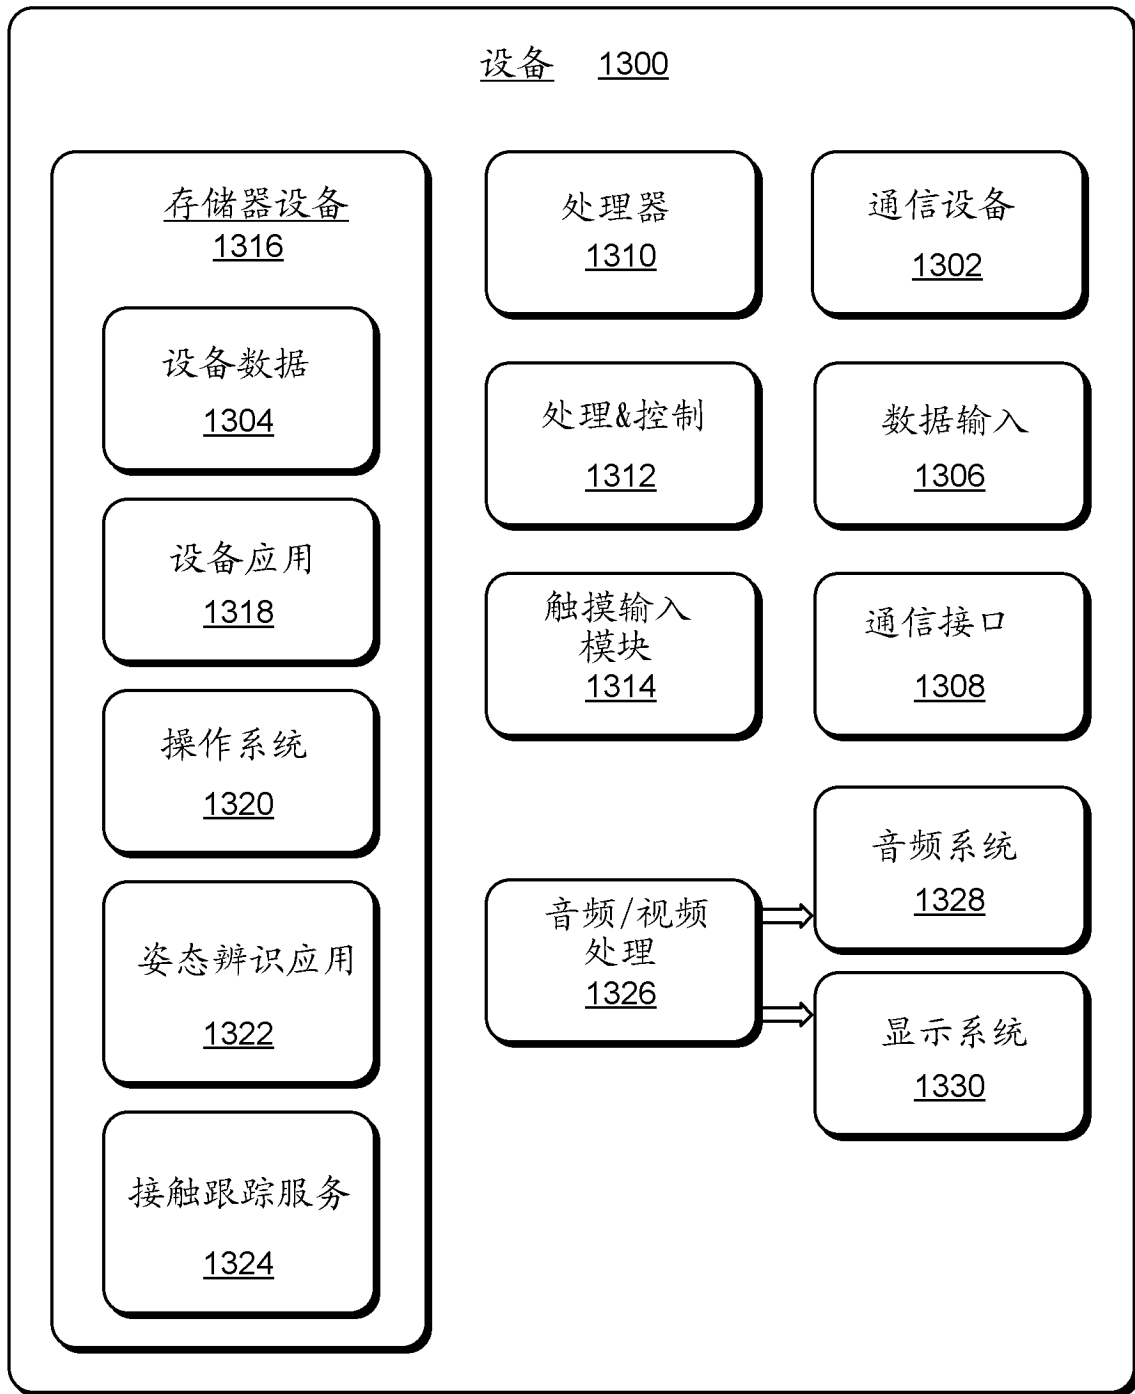 设备 1300
存储器设备
1316
设备数据
1304
设备应用
1318
操作系统
1320
姿态辨识应用
1322
接触跟踪服务
1324
处理器
1310
通信设备
1302
处理&控制
1312
数据输入
1306
触摸输入
模块
1314
通信接口
1308
音频/视频
处理
1326
音频系统
1328
显示系统
1330